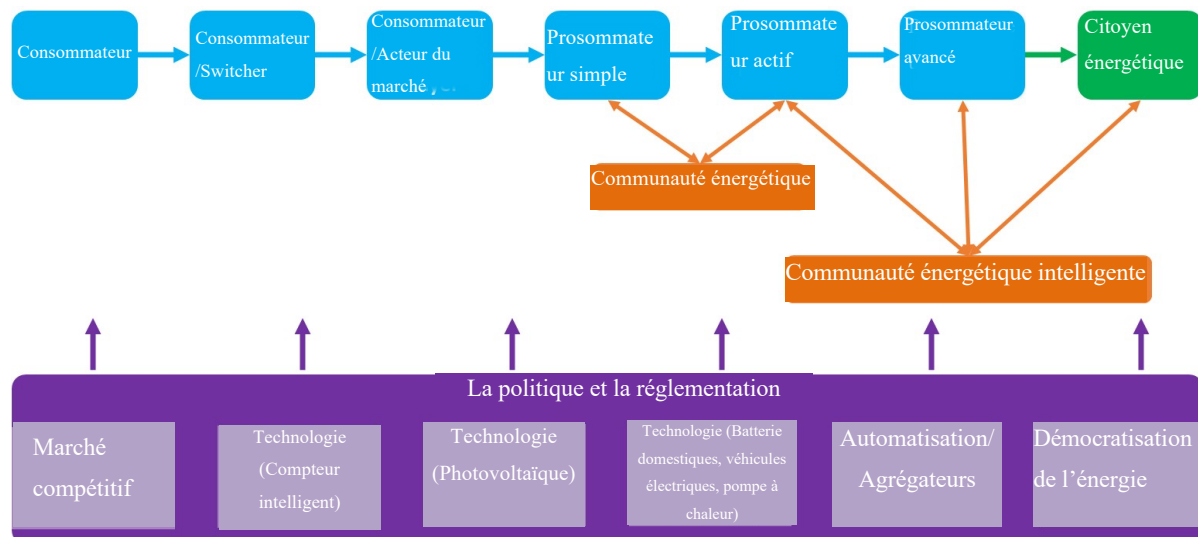 Consommateur
Consommateur
/Switcher
Consommateur
/Acteur du
marché
Prosommate
ur simple
Prosommate
ur actif
Prosommateur
avancé
Citoyen
énergétique
Communauté énergétique
Communauté énergétique intelligente
La politique et la réglementation
Marché
compétitif
Technologie
(Compteur
intelligent)
Technologie
(Photovoltaïque)
Technologie (Batterie
domestiques, véhicules
électriques, pompe à
chaleur)
Automatisation/
Agrégateurs
Démocratisation
de l’énergie